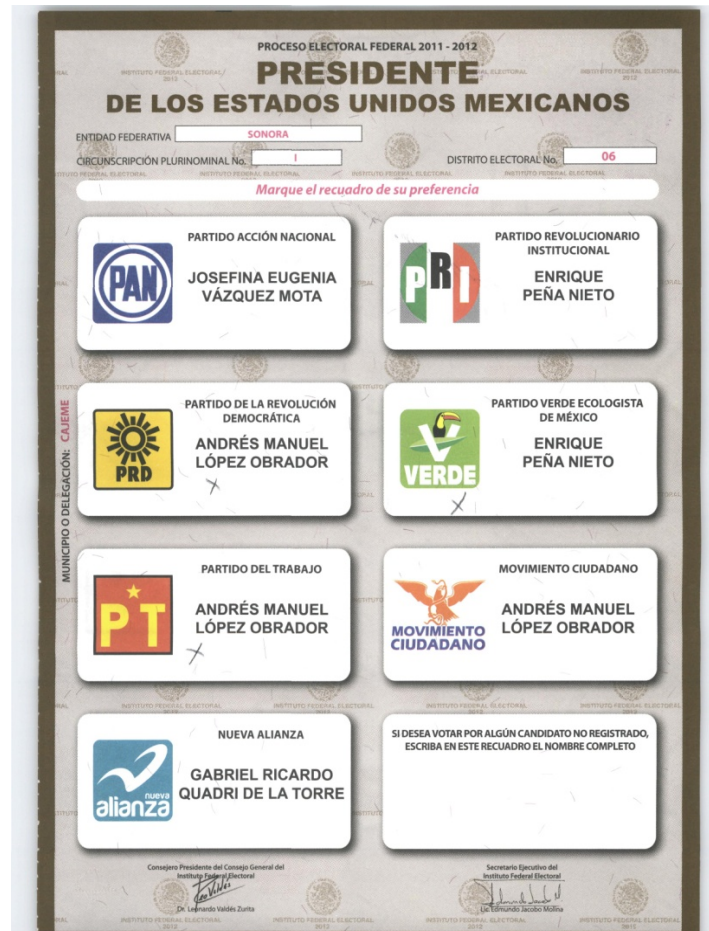 PROCESO ELECTORAL FEDERAL 2011 - 2012
PRESIDENTE
DE LOS ESTADOS UNIDOS MEXICANOS
ENTIDAD FEDERATIVA SONORA
CIRCUNSCRIPCIÓN PLURINOMINAL No. I
DISTRITO ELECTORAL No. 06
Marque el recuadro de su preferencia
MUNICIPIO O DELEGACIÓN: CAJEME
PAN
PARTIDO ACCIÓN NACIONAL
JOSEFINA EUGENIA
VÁZQUEZ MOTA
PRI
PARTIDO REVOLUCIONARIO
INSTITUCIONAL
ENRIQUE
PEÑA NIETO
PRD
PARTIDO DE LA REVOLUCIÓN
DEMOCRÁTICA
ANDRÉS MANUEL
LÓPEZ OBRADOR
VERDE
PARTIDO VERDE ECOLOGISTA
DE MÉXICO
ENRIQUE
PEÑA NIETO
PT
PARTIDO DEL TRABAJO
ANDRÉS MANUEL
LÓPEZ OBRADOR
MOVIMIENTO
CIUDADANO
MOVIMIENTO CIUDADANO
ANDRÉS MANUEL
LÓPEZ OBRADOR
nueva
alianza
NUEVA ALIANZA
GABRIEL RICARDO
QUADRI DE LA TORRE
SI DESEA VOTAR POR ALGÚN CANDIDATO NO REGISTRADO,
ESCRIBA EN ESTE RECUADRO EL NOMBRE COMPLETO
Consejero Presidente del Consejo General del
Instituto Federal Electoral
Dr. Leonardo Valdés Zurita
Secretario Ejecutivo del
Instituto Federal Electoral
Lic. Edmundo Jacobo Molina
INSTITUTO FEDERAL ELECTORAL
2012